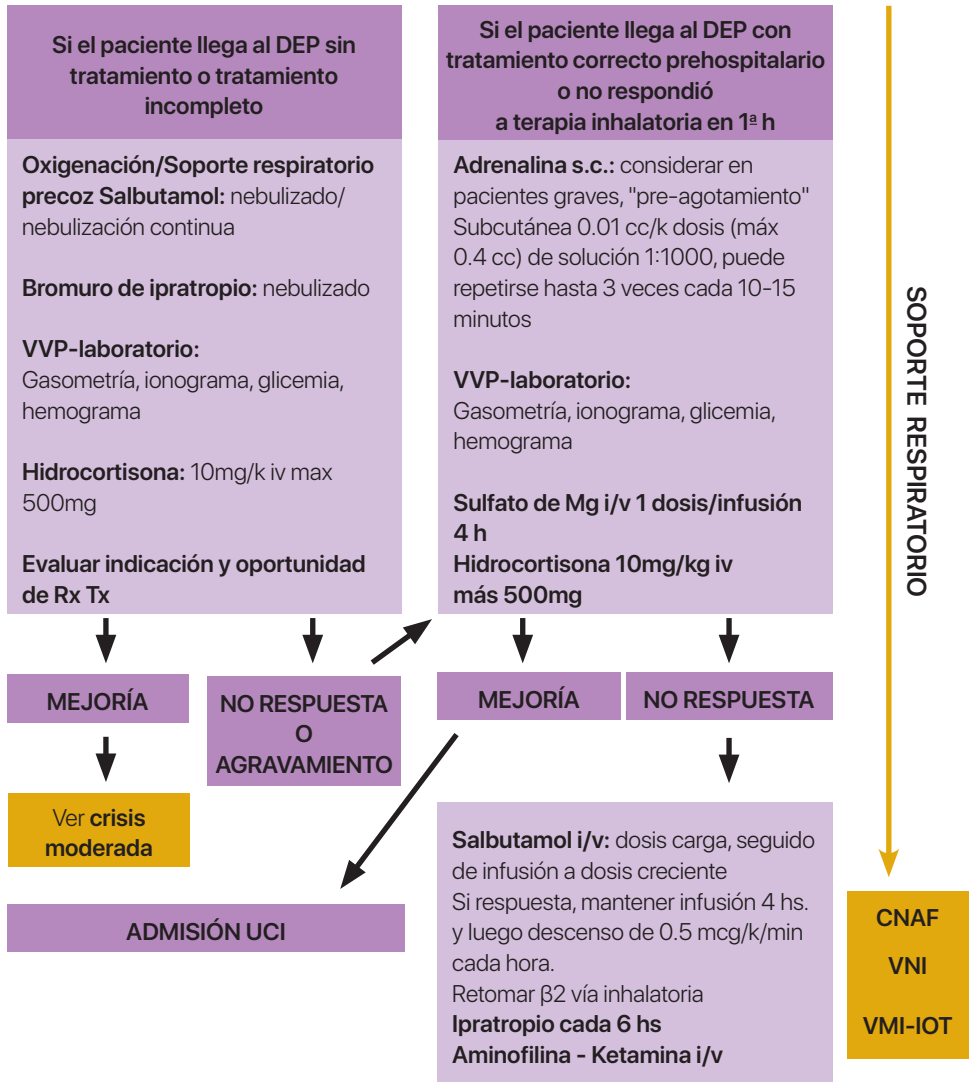 Si el paciente llega al DEP sin
tratamiento o tratamiento
incompleto
Oxigenación/Soporte respiratorio
precoz Salbutamol: nebulizado/
nebulización continua
Bromuro de ipratropio: nebulizado
VVP-laboratorio:
Gasometría, ionograma, glicemia,
hemograma
Hidrocortisona: 10mg/k iv max
500mg
Evaluar indicación y oportunidad
de Rx Tx
MEJORÍA
NO RESPUESTA
O
AGRAVAMIENTO
Ver crisis
moderada
Si el paciente llega al DEP con
tratamiento correcto prehospitalario
o no respondió
a terapia inhalatoria en 1ª h
Adrenalina s.c.: considerar en
pacientes graves, "pre-agotamiento"
Subcutánea 0.01 cc/k dosis (máx
0.4 cc) de solución 1:1000, puede
repetirse hasta 3 veces cada 10-15
minutos
VVP-laboratorio:
Gasometría, ionograma, glicemia,
hemograma
Sulfato de Mg i/v 1 dosis/infusión
4 h
Hidrocortisona 10mg/kg iv
más 500mg
MEJORÍA
NO RESPUESTA
ADMISIÓN UCI
Salbutamol i/v: dosis carga, seguido
de infusión a dosis creciente
Si respuesta, mantener infusión 4 hs.
y luego descenso de 0.5 mcg/k/min
cada hora.
Retomar β2 vía inhalatoria
Ipratropio cada 6 hs
Aminofilina - Ketamina i/v
SOPORTE RESPIRATORIO
CNAF
VNI
VMI-IOT